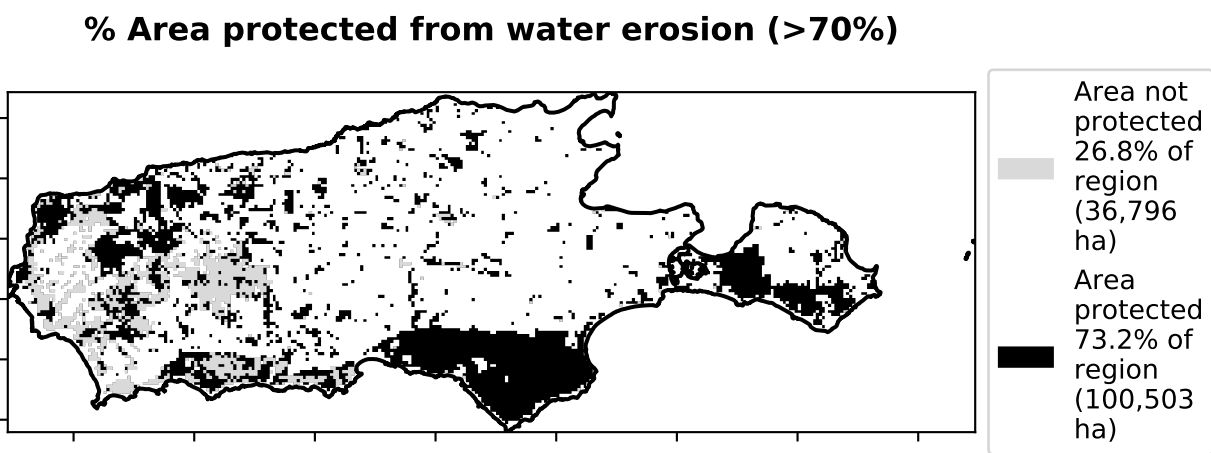 % Area protected from water erosion (>70%)
Area not
protected
26.8% of
region
(36,796
ha)
Area
protected
73.2% of
region
(100,503
ha)